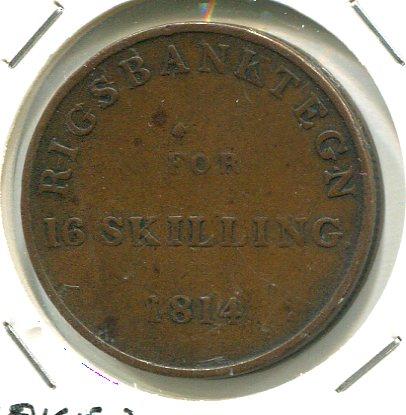 RIGSBANKTEGN
FOR
16 SKILLING
1814